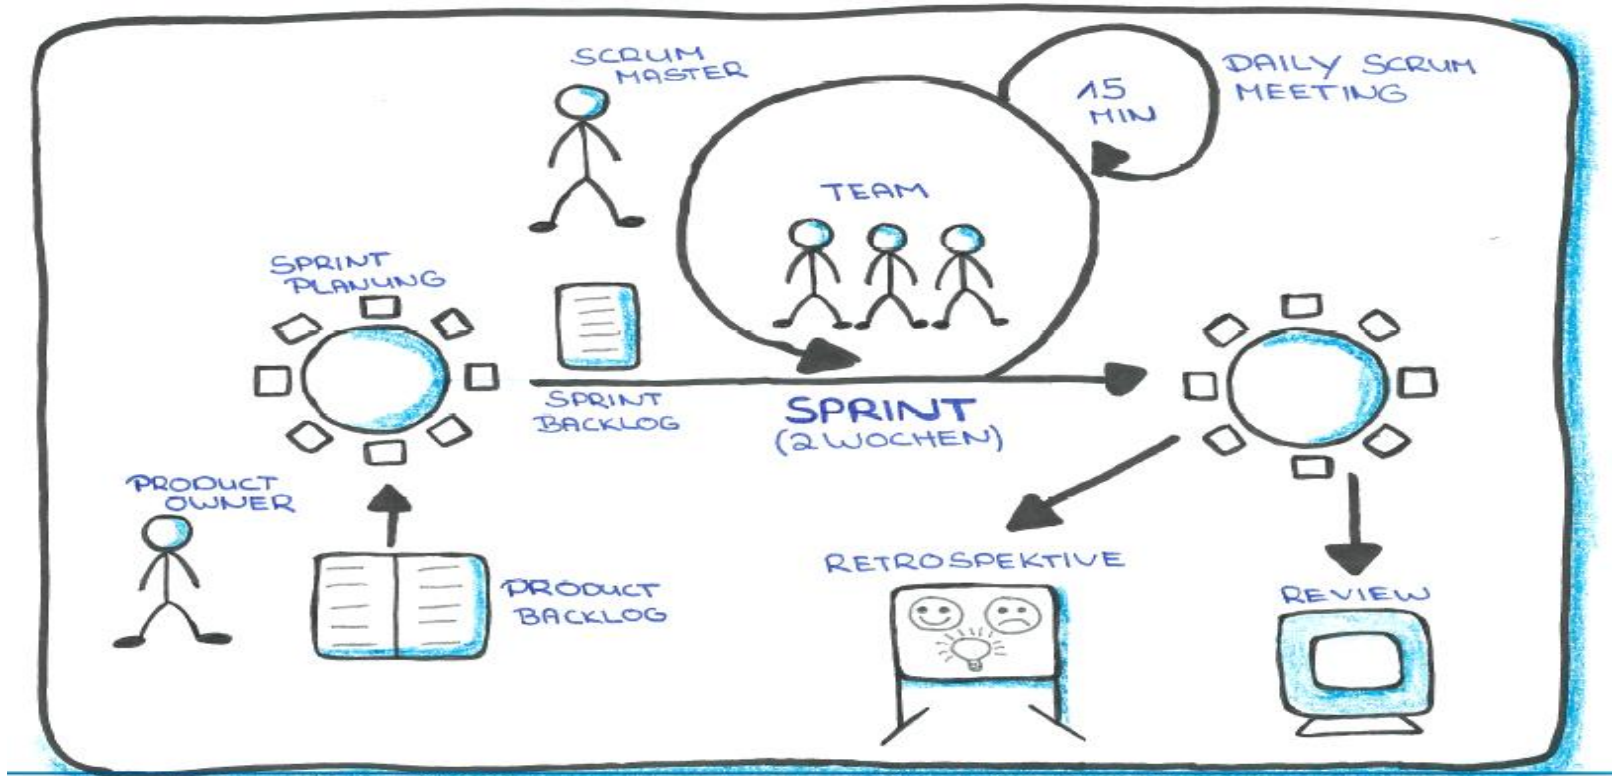 SCRUM
MASTER
15
MIN
DAILY SCRUM
MEETING
TEAM
SPRINT
PLANUNG
SPRINT
BACKLOG
SPRINT
(2 WOCHEN)
PRODUCT
OWNER
PRODUCT
BACKLOG
RETROSPEKTIVE
REVIEW